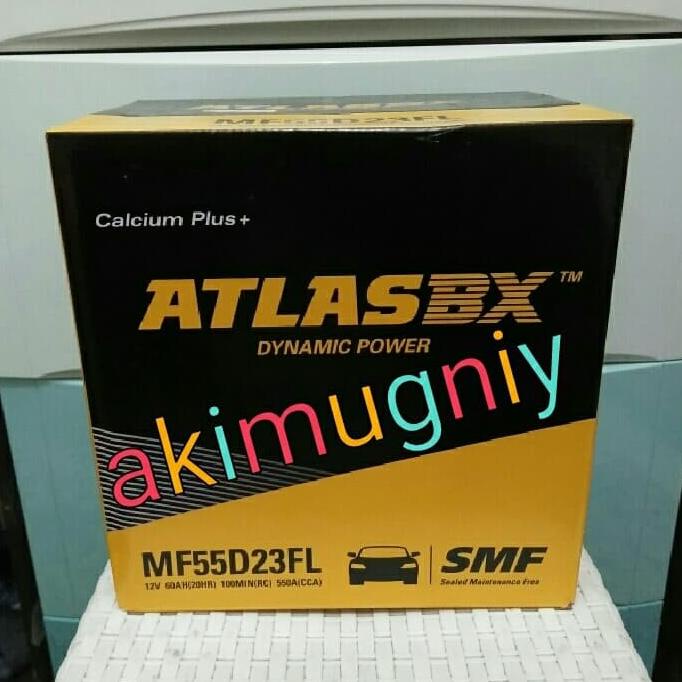 ATLASBX
MF55D23FL
Calcium Plus+
ATLASBX™
DYNAMIC POWER
akimugniy
MF55D23FL
12V 60AH(20HR) 100MIN(RC) 550A(CCA)
SMF
Sealed Maintenance Free